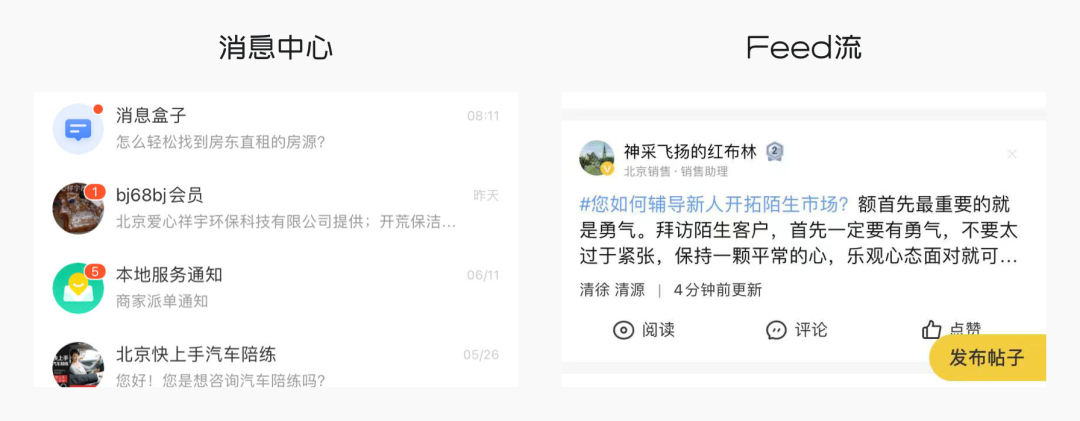 消息中心
消息盒子
08:11
怎么轻松找到房东直租的房源?
1
bj68bj会员
昨天
北京爱心祥宇环保科技有限公司提供；开荒保洁…
5
本地服务通知
06/11
商家派单通知
北京快上手汽车陪练
05/26
您好！您是想咨询汽车陪练吗?
Feed流
神采飞扬的红布林
2
北京销售 · 销售助理
#您如何辅导新人开拓陌生市场？额首先最重要的就
是勇气。拜访陌生客户，首先一定要有勇气，不要太
过于紧张，保持一颗平常的心，乐观心态面对就可…
清徐 清源 | 4分钟前更新
阅读
评论
点赞
发布帖子